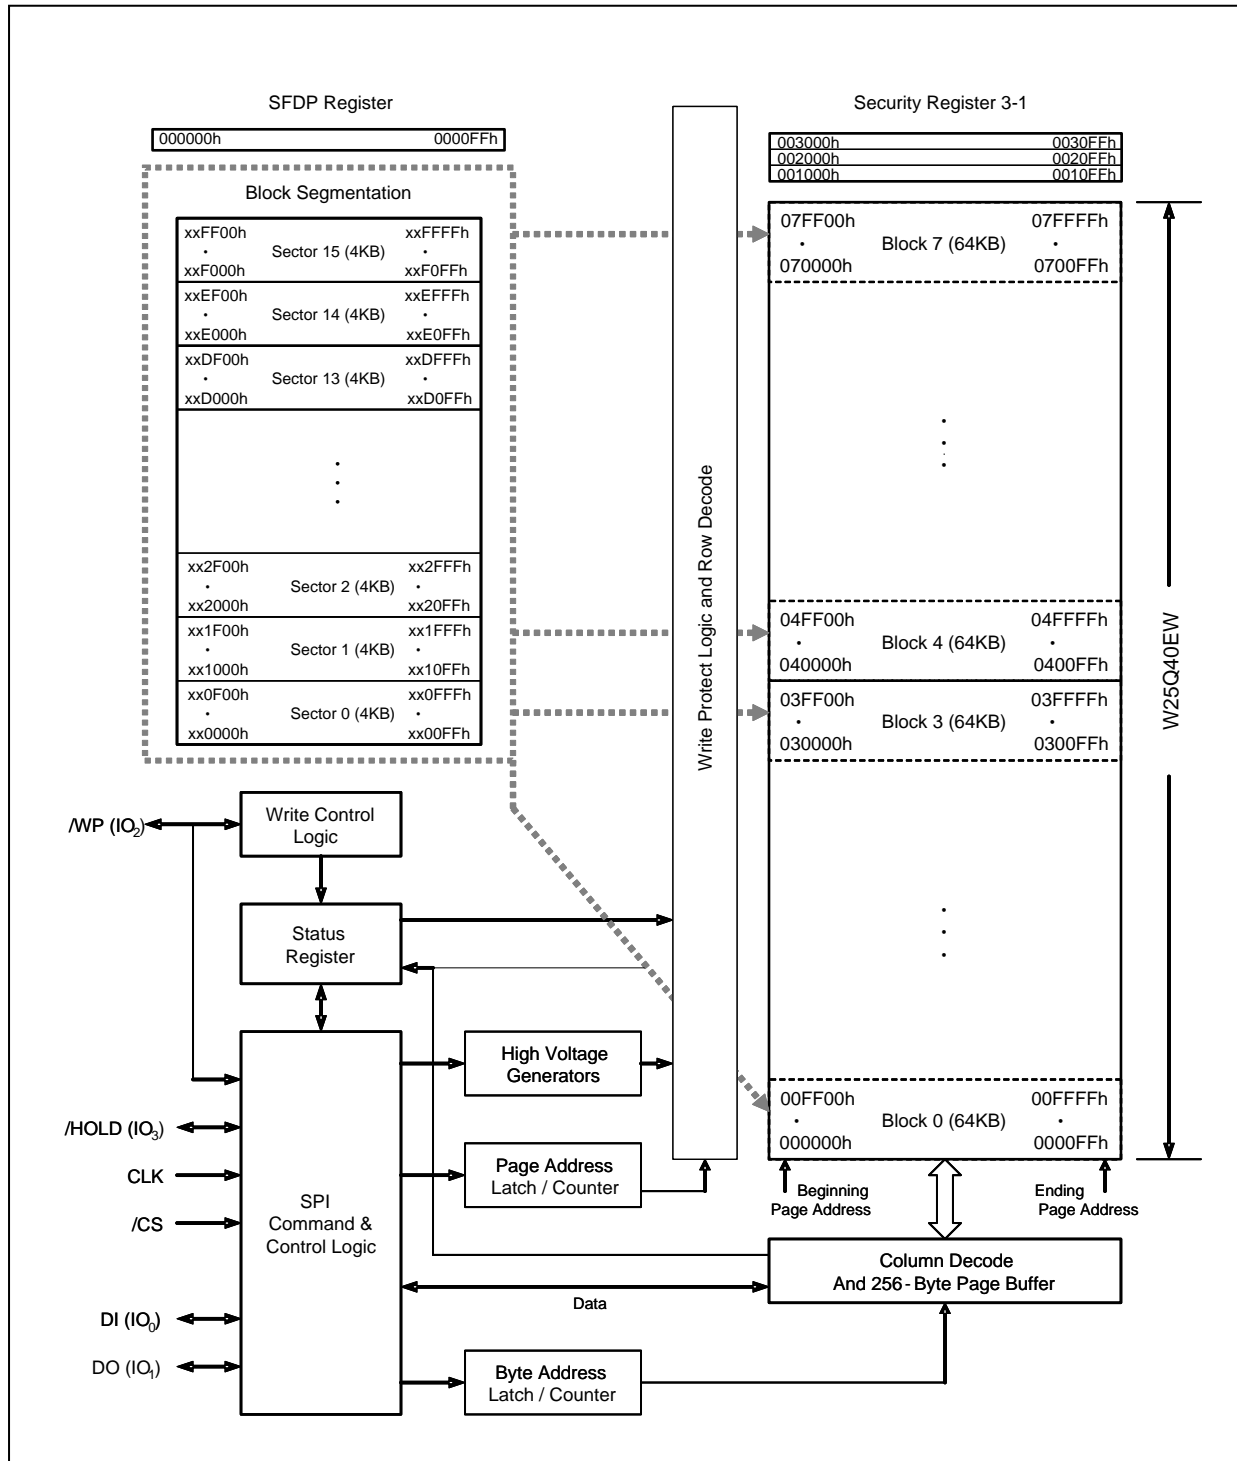 SFDP Register
000000h 0000FFh
Block Segmentation
xxFF00h xxFFFFh
Sector 15 (4KB)
xxF000h xxF0FFh
xxEF00h xxEFFFh
Sector 14 (4KB)
xxE000h xxE0FFh
xxDF00h xxDFFFh
Sector 13 (4KB)
xxD000h xxD0FFh
xx2F00h xx2FFFh
Sector 2 (4KB)
xx2000h xx20FFh
xx1F00h xx1FFFh
Sector 1 (4KB)
xx1000h xx10FFh
xx0F00h xx0FFFh
Sector 0 (4KB)
xx0000h xx00FFh
Write Protect Logic and Row Decode
Security Register 3-1
003000h 0030FFh
002000h 0020FFh
001000h 0010FFh
07FF00h 07FFFFh
Block 7 (64KB)
070000h 0700FFh
04FF00h 04FFFFh
Block 4 (64KB)
040000h 0400FFh
03FF00h 03FFFFh
Block 3 (64KB)
030000h 0300FFh
00FF00h 00FFFFh
Block 0 (64KB)
000000h 0000FFh
W25Q40EW
Beginning
Page Address
Ending
Page Address
/WP (IO2)
Write Control
Logic
Status
Register
High Voltage
Generators
/HOLD (IO3)
CLK
/CS
DI (IO0)
DO (IO1)
SPI
Command &
Control Logic
Page Address
Latch / Counter
Column Decode
And 256-Byte Page Buffer
Data
Byte Address
Latch / Counter